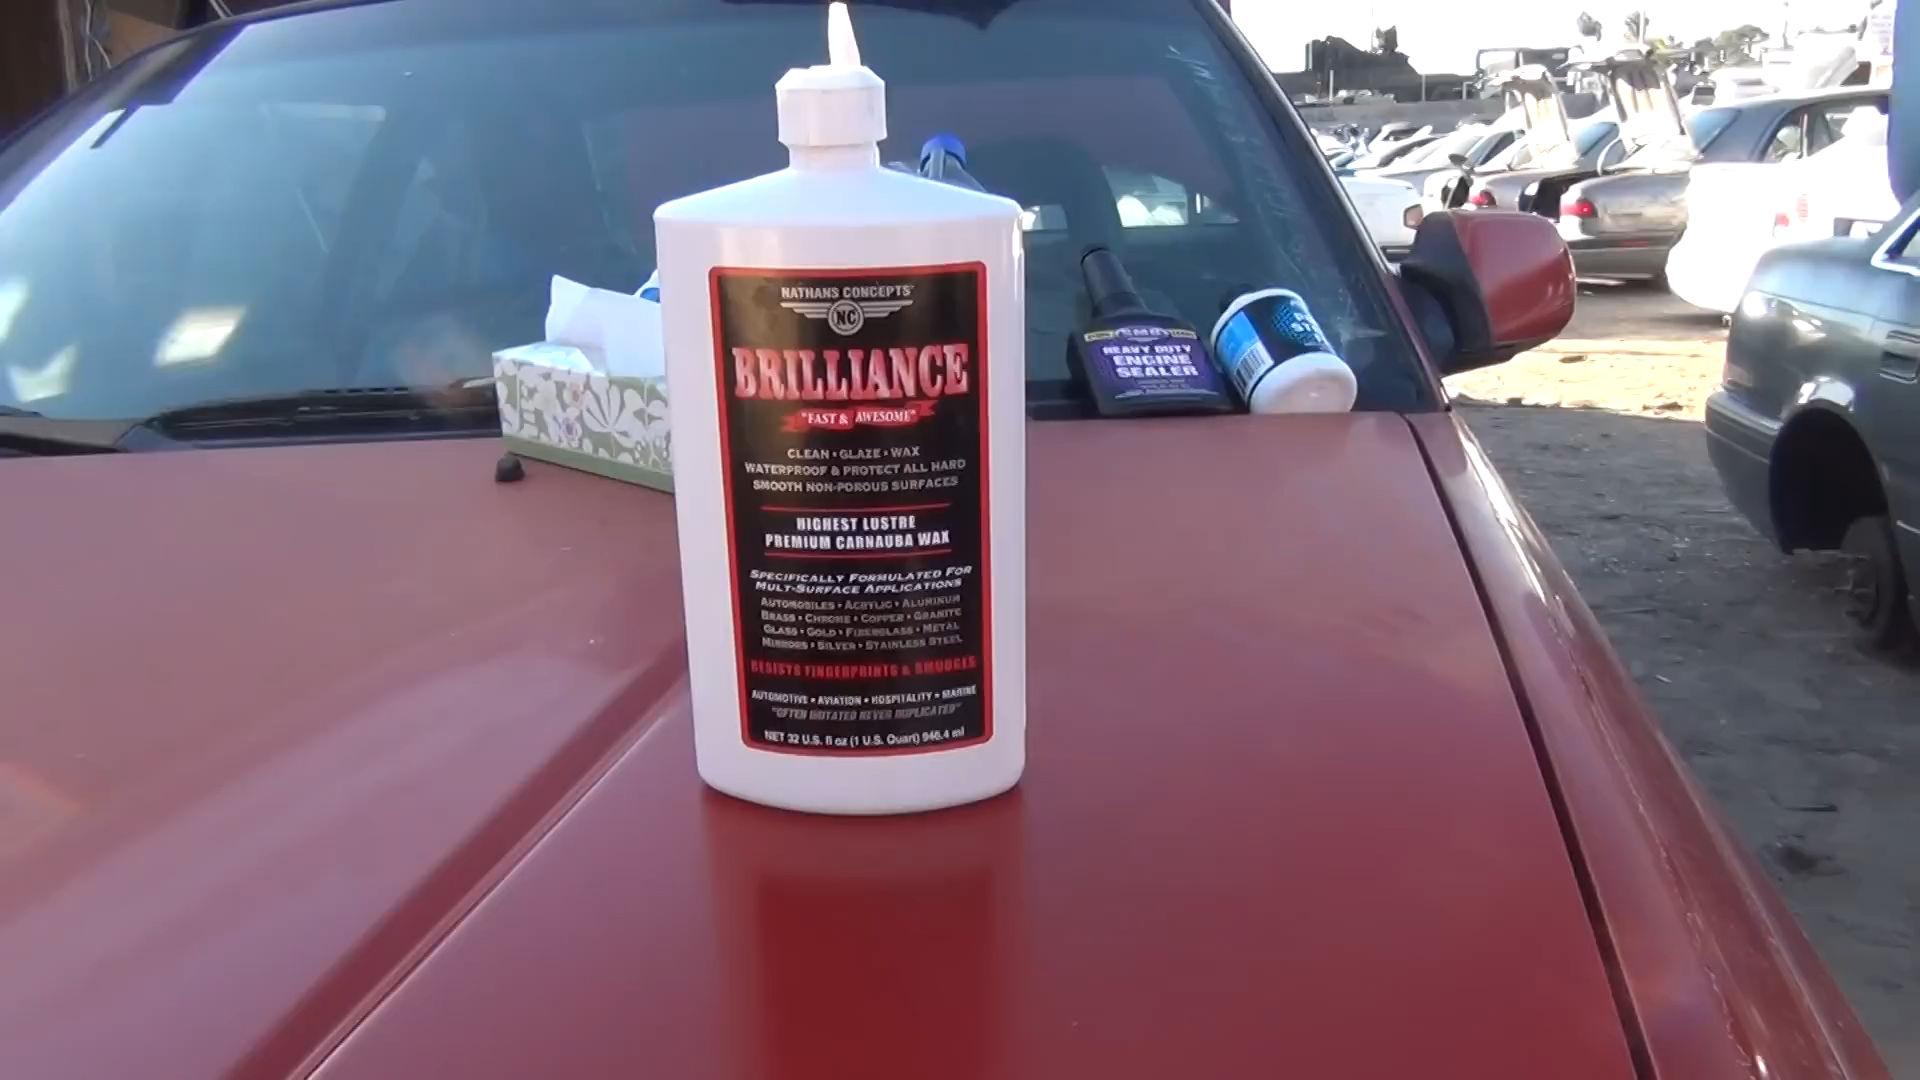 NATHANS CONCEPTS
NC
BRILLIANCE
"FAST & AWESOME"
CLEAN • GLAZE • WAX
WATERPROOF & PROTECT ALL HARD
SMOOTH NON-POROUS SURFACES
HIGHEST LUSTRE
PREMIUM CARNAUBA WAX
SPECIFICALLY FORMULATED FOR
MULT-SURFACE APPLICATIONS
AUTOMOBILES • ACRYLIC • ALUMINUM
BRASS • CHROME • COPPER • GRANITE
GLASS • GOLD • FIBERGLASS • METAL
MIRRORS • SILVER • STAINLESS STEEL
RESISTS FINGERPRINTS & SMUDGES
AUTOMOTIVE • AVIATION • HOSPITALITY • MARINE
"OFTEN IMITATED NEVER DUPLICATED"
NET 32 U.S. fl oz (1 U.S. Quart) 946.4 ml
HEAVY DUTY
ENGINE
SEALER